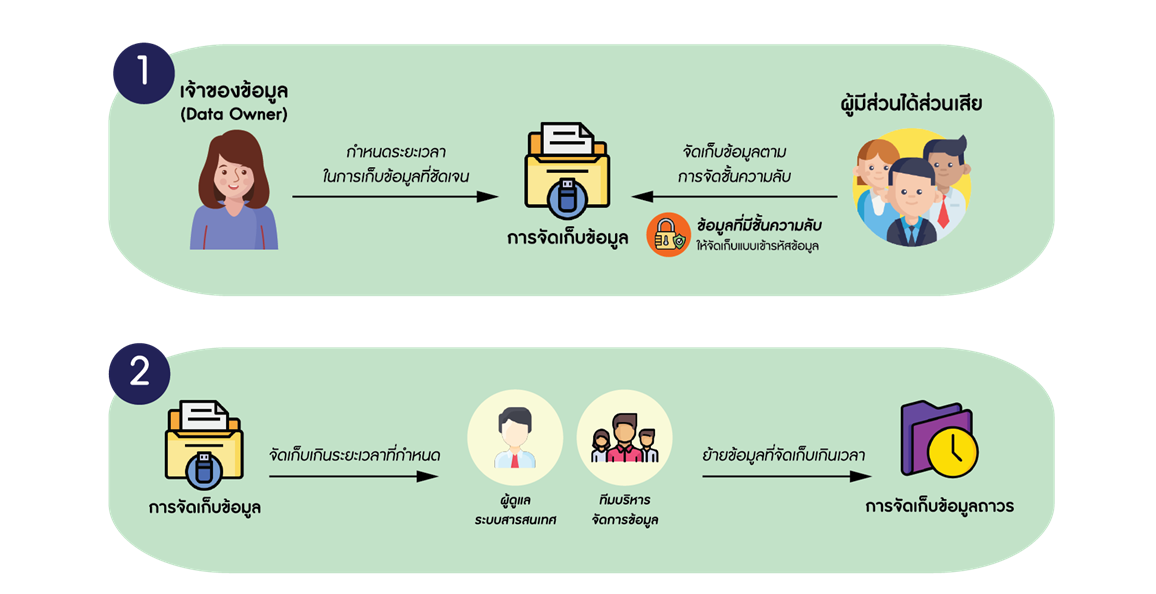 1
เจ้าของข้อมูล
(Data Owner)
กำหนดระยะเวลา
ในการเก็บข้อมูลที่ชัดเจน
การจัดเก็บข้อมูล
ผู้มีส่วนได้ส่วนเสีย
จัดเก็บข้อมูลตาม
การจัดชั้นความลับ
ข้อมูลที่มีชั้นความลับ
ให้จัดเก็บแบบเข้ารหัสข้อมูล
2
การจัดเก็บข้อมูล
จัดเก็บเกินระยะเวลาที่กำหนด
ผู้ดูแล
ระบบสารสนเทศ
ทีมบริหาร
จัดการข้อมูล
ย้ายข้อมูลที่จัดเก็บเกินเวลา
การจัดเก็บข้อมูลถาวร